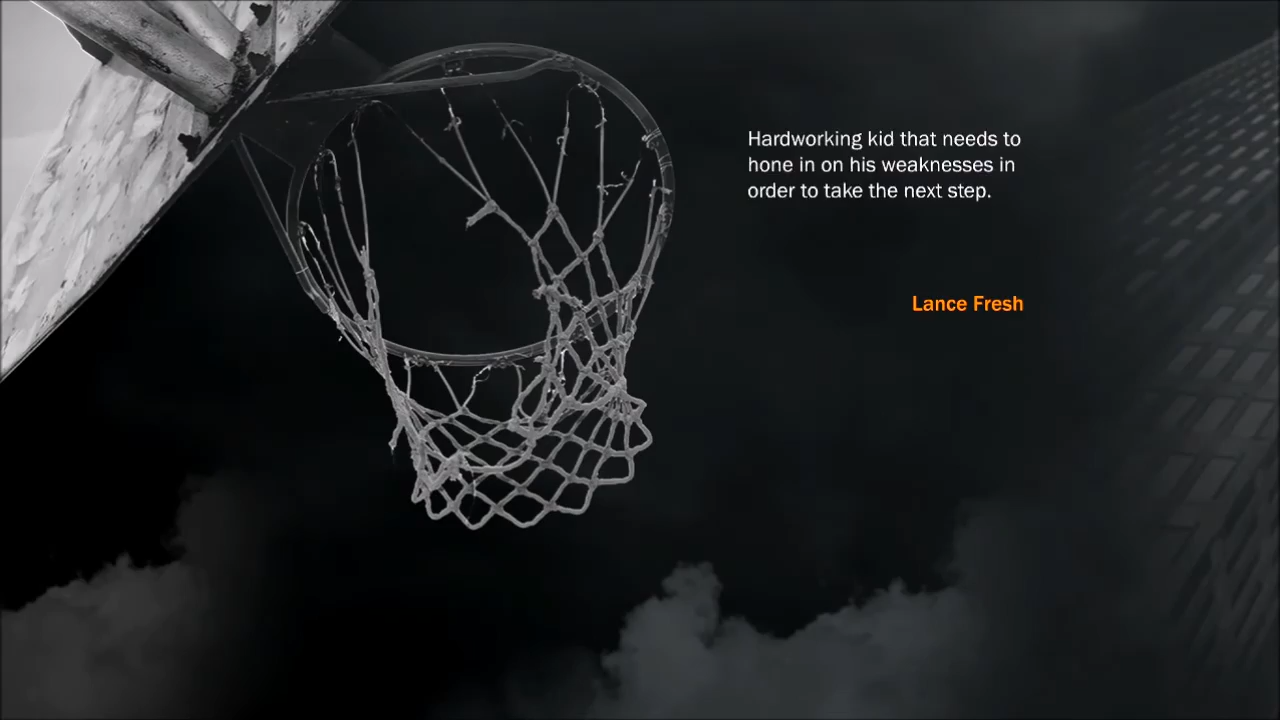 Hardworking kid that needs to
hone in on his weaknesses in
order to take the next step.
Lance Fresh